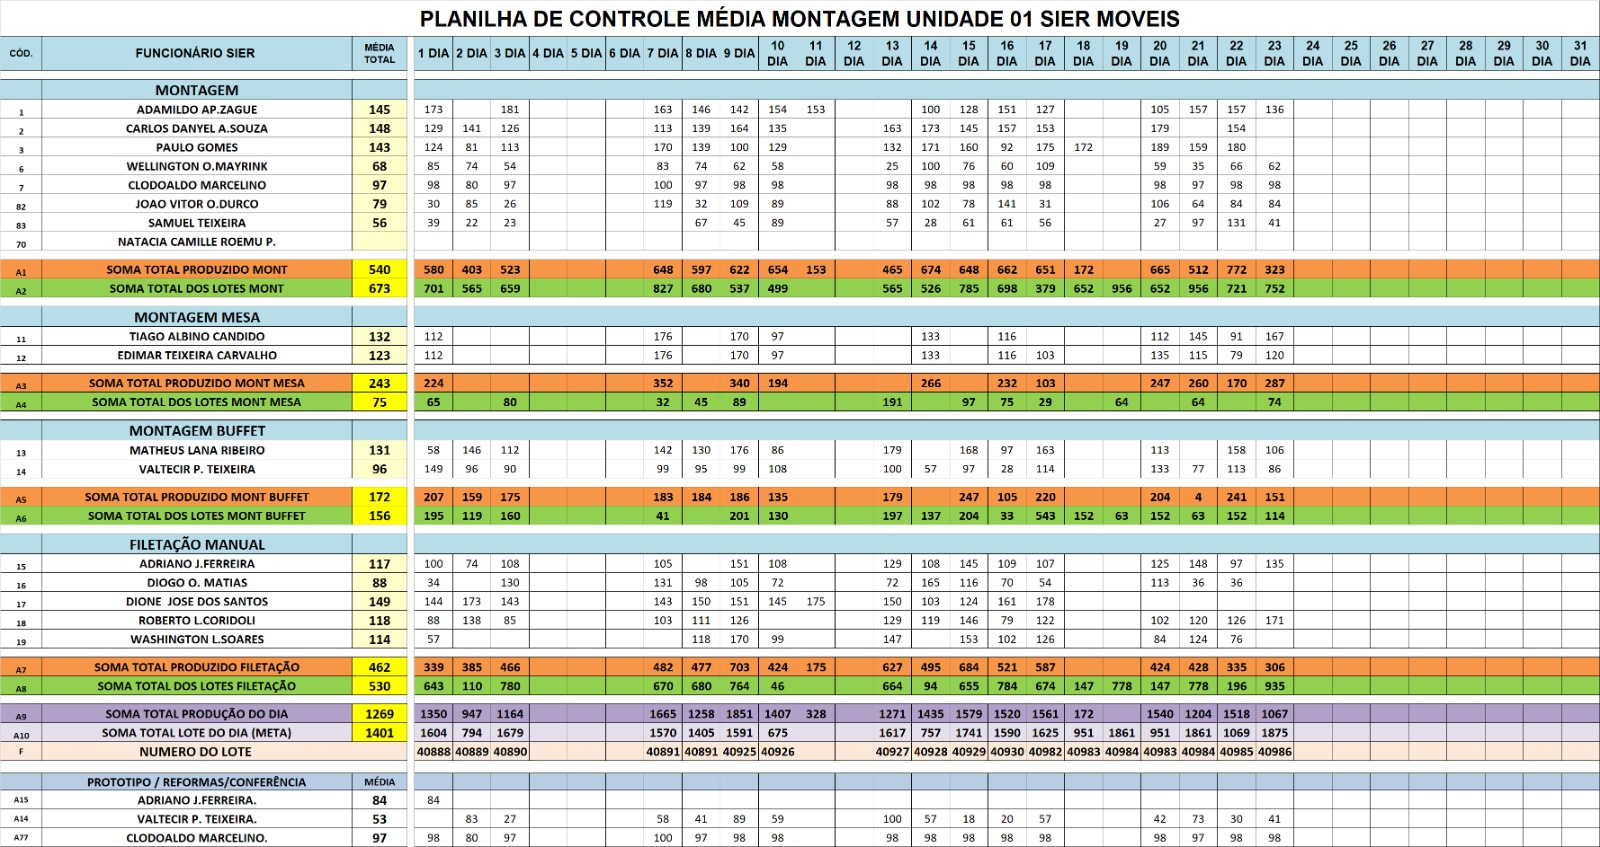 PLANILHA DE CONTROLE MÉDIA MONTAGEM UNIDADE 01 SIER MOVEIS
CÓD. FUNCIONÁRIO SIER MÉDIA TOTAL 1 DIA 2 DIA 3 DIA 4 DIA 5 DIA 6 DIA 7 DIA 8 DIA 9 DIA 10 DIA 11 DIA 12 DIA 13 DIA 14 DIA 15 DIA 16 DIA 17 DIA 18 DIA 19 DIA 20 DIA 21 DIA 22 DIA 23 DIA 24 DIA 25 DIA 26 DIA 27 DIA 28 DIA 29 DIA 30 DIA 31 DIA
MONTAGEM
1 ADAMILDO AP.ZAGUE 145 173 181 163 146 142 154 153 100 128 151 127 105 157 157 136
2 CARLOS DANYEL A.SOUZA 148 129 141 126 113 139 164 135 163 173 145 157 153 179 154
3 PAULO GOMES 143 124 81 113 170 139 100 129 132 171 160 92 175 172 189 159 180
6 WELLINGTON O.MAYRINK 68 85 74 54 83 74 62 58 25 100 76 60 109 59 35 66 62
7 CLODOALDO MARCELINO 97 98 80 97 100 97 98 98 98 98 98 98 98 98 97 98 98
82 JOAO VITOR O.DURCO 79 30 85 26 119 32 109 89 88 102 78 141 31 106 64 84 84
83 SAMUEL TEIXEIRA 56 39 22 23 67 45 89 57 28 61 61 56 27 97 131 41
70 NATACIA CAMILLE ROEMU P.
A1 SOMA TOTAL PRODUZIDO MONT 540 580 403 523 648 597 622 654 153 465 674 648 662 651 172 665 512 772 323
A2 SOMA TOTAL DOS LOTES MONT 673 701 565 659 827 680 537 499 565 526 785 698 379 652 956 652 956 721 752
MONTAGEM MESA
11 TIAGO ALBINO CANDIDO 132 112 176 170 97 133 116 112 145 91 167
12 EDIMAR TEIXEIRA CARVALHO 123 112 176 170 97 133 116 103 135 115 79 120
A3 SOMA TOTAL PRODUZIDO MONT MESA 243 224 352 340 194 266 232 103 247 260 170 287
A4 SOMA TOTAL DOS LOTES MONT MESA 75 65 80 32 45 89 191 97 75 29 64 64 74
MONTAGEM BUFFET
13 MATHEUS LANA RIBEIRO 131 58 146 112 142 130 176 86 179 168 97 163 113 158 106
14 VALTECIR P. TEIXEIRA 96 149 96 90 99 95 99 108 100 57 97 28 114 133 77 113 86
A5 SOMA TOTAL PRODUZIDO MONT BUFFET 172 207 159 175 183 184 186 135 179 247 105 220 204 4 241 151
A6 SOMA TOTAL DOS LOTES MONT BUFFET 156 195 119 160 41 201 130 197 137 204 33 543 152 63 152 63 152 114
FILETAÇÃO MANUAL
15 ADRIANO J.FERREIRA 117 100 74 108 105 151 108 129 108 145 109 107 125 148 97 135
16 DIOGO O. MATIAS 88 34 130 131 98 105 72 72 165 116 70 54 113 36 36
17 DIONE JOSE DOS SANTOS 149 144 173 143 143 150 151 145 175 150 103 124 161 178
18 ROBERTO L.CORIDOLI 118 88 138 85 103 111 126 129 119 146 79 122 102 120 126 171
19 WASHINGTON L.SOARES 114 57 118 170 99 147 153 102 126 84 124 76
A7 SOMA TOTAL PRODUZIDO FILETAÇÃO 462 339 385 466 482 477 703 424 175 627 495 684 521 587 424 428 335 306
A8 SOMA TOTAL DOS LOTES FILETAÇÃO 530 643 110 780 670 680 764 46 664 94 655 784 674 147 778 147 778 196 935
A9 SOMA TOTAL PRODUÇÃO DO DIA 1269 1350 947 1164 1665 1258 1851 1407 328 1271 1435 1579 1520 1561 172 1540 1204 1518 1067
A10 SOMA TOTAL LOTE DO DIA (META) 1401 1604 794 1679 1570 1405 1591 675 1617 757 1741 1590 1625 951 1861 951 1861 1069 1875
F NUMERO DO LOTE 40888 40889 40890 40891 40891 40925 40926 40927 40928 40929 40930 40982 40983 40984 40983 40984 40985 40986
PROTOTIPO / REFORMAS/CONFERÊNCIA MÉDIA
A15 ADRIANO J.FERREIRA. 84 84
A14 VALTECIR P. TEIXEIRA. 53 83 27 58 41 89 59 100 57 18 20 57 42 73 30 41
A77 CLODOALDO MARCELINO. 97 98 80 97 100 97 98 98 98 98 98 98 98 98 97 98 98